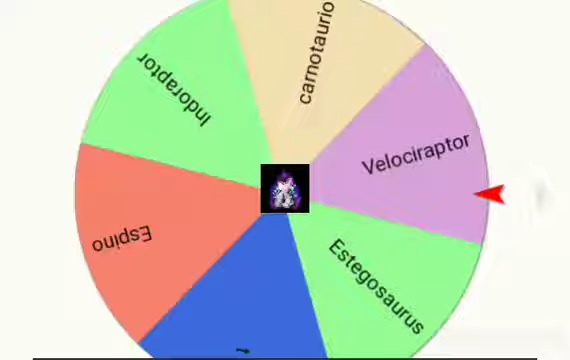 carnotaurio
Indoraptor
Velociraptor
Espino
Estegosaurus